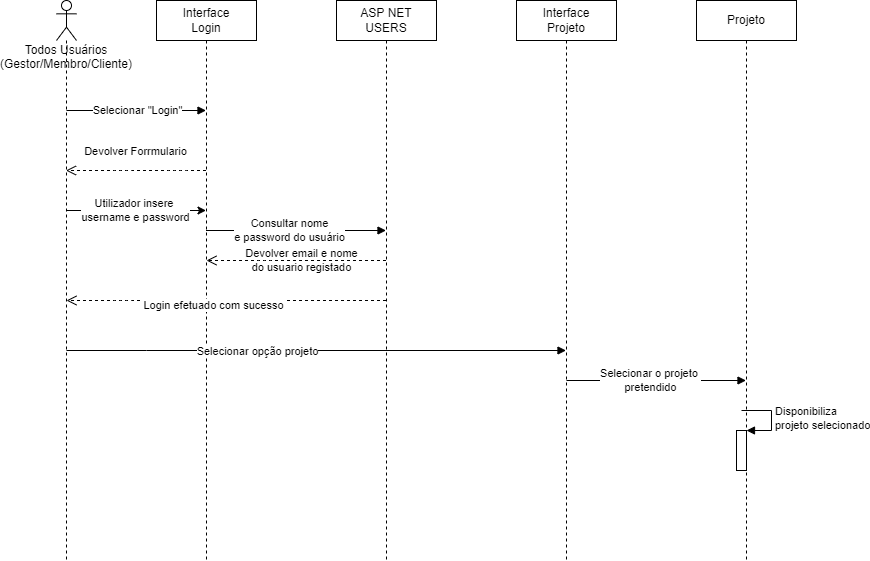 Interface
Login
ASP NET
USERS
Interface
Projeto
Projeto
Todos Usuários
(Gestor/Membro/Cliente)
Selecionar "Login"
Devolver Forrmulario
Utilizador insere
username e password
Consultar nome
e password do usuário
Devolver email e nome
do usuario registado
Login efetuado com sucesso
Selecionar opção projeto
Selecionar o projeto
pretendido
Disponibiliza
projeto selecionado